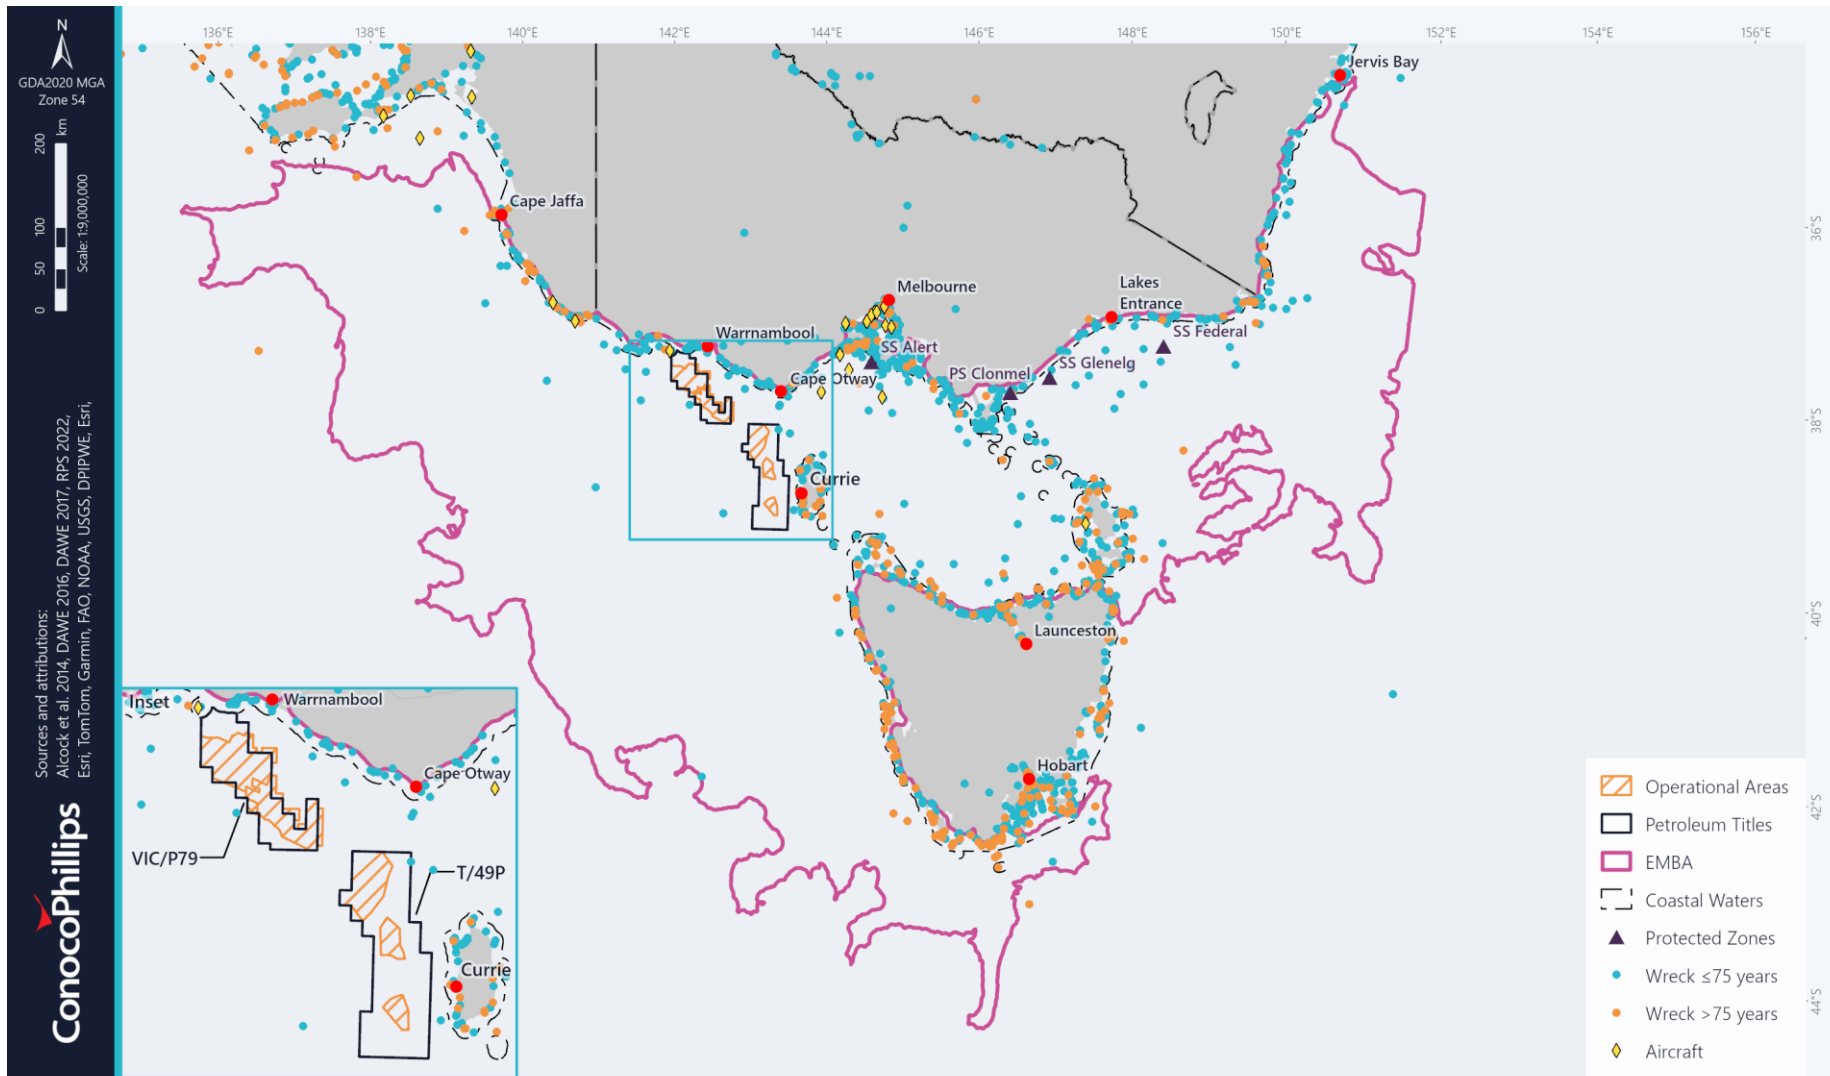 N
GDA2020 MGA
Zone 54
200
100
50
0
km
Scale: 1:9,000,000
Sources and attributions:
Alcock et al. 2014, DAWE 2016, DAWE 2017, RPS 2022,
Esri, TomTom, Garmin, FAO, NOAA, USGS, DPIPWE, Esri,
ConocoPhillips
136°E
138°E
140°E
142°E
144°E
146°E
148°E
150°E
152°E
154°E
156°E
36°S
38°S
40°S
42°S
44°S
Jervis Bay
Cape Jaffa
Melbourne
Lakes
Entrance
Warrnambool
SS Federal
SS Alert
SS Glenelg
PS Clonmel
Cape Otway
Currie
Launceston
Hobart
Inset
Warrnambool
Cape Otway
VIC/P79
T/49P
Currie
Operational Areas
Petroleum Titles
EMBA
Coastal Waters
Protected Zones
Wreck ≤75 years
Wreck >75 years
Aircraft